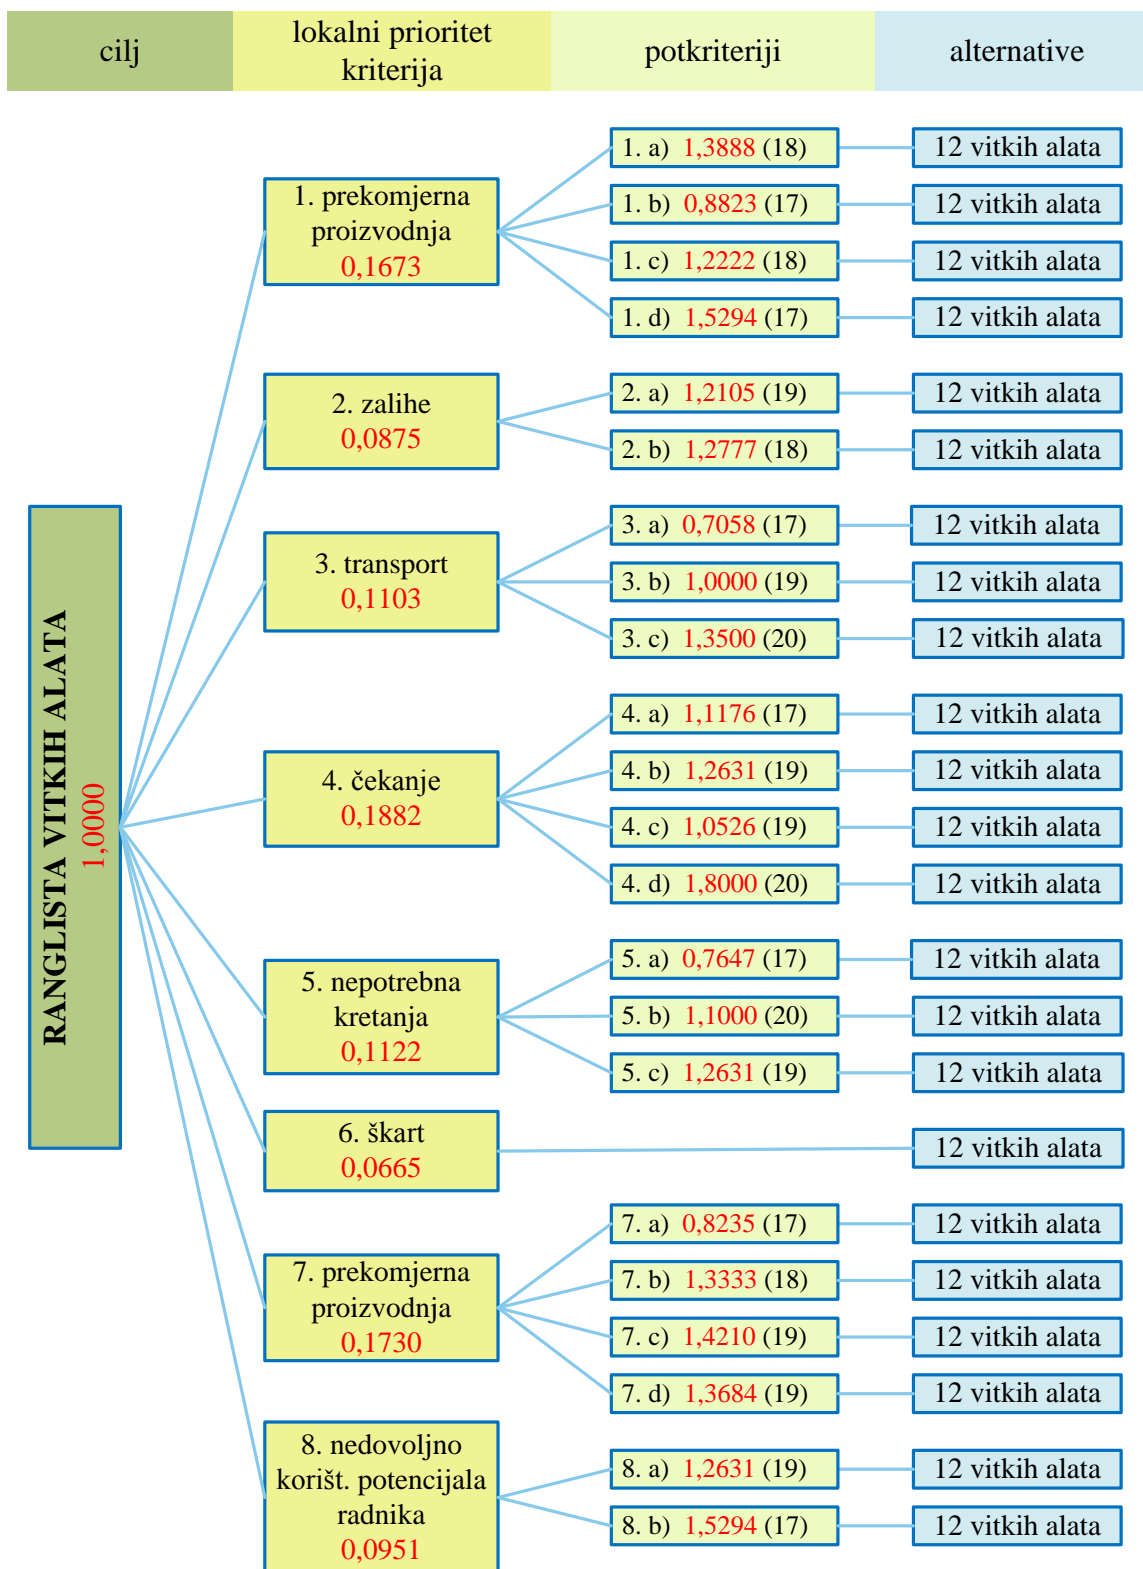 cilj
lokalni prioritet
kriterija
potkriteriji
alternative
RANGLISTA VITKIH ALATA
1,0000
1. prekomjerna
proizvodnja
0,1673
1. a) 1,3888 (18)
12 vitkih alata
1. b) 0,8823 (17)
12 vitkih alata
1. c) 1,2222 (18)
12 vitkih alata
1. d) 1,5294 (17)
12 vitkih alata
2. zalihe
0,0875
2. a) 1,2105 (19)
12 vitkih alata
2. b) 1,2777 (18)
12 vitkih alata
3. transport
0,1103
3. a) 0,7058 (17)
12 vitkih alata
3. b) 1,0000 (19)
12 vitkih alata
3. c) 1,3500 (20)
12 vitkih alata
4. čekanje
0,1882
4. a) 1,1176 (17)
12 vitkih alata
4. b) 1,2631 (19)
12 vitkih alata
4. c) 1,0526 (19)
12 vitkih alata
4. d) 1,8000 (20)
12 vitkih alata
5. nepotrebna
kretanja
0,1122
5. a) 0,7647 (17)
12 vitkih alata
5. b) 1,1000 (20)
12 vitkih alata
5. c) 1,2631 (19)
12 vitkih alata
6. škart
0,0665
12 vitkih alata
7. prekomjerna
proizvodnja
0,1730
7. a) 0,8235 (17)
12 vitkih alata
7. b) 1,3333 (18)
12 vitkih alata
7. c) 1,4210 (19)
12 vitkih alata
7. d) 1,3684 (19)
12 vitkih alata
8. nedovoljno
korišt. potencijala
radnika
0,0951
8. a) 1,2631 (19)
12 vitkih alata
8. b) 1,5294 (17)
12 vitkih alata